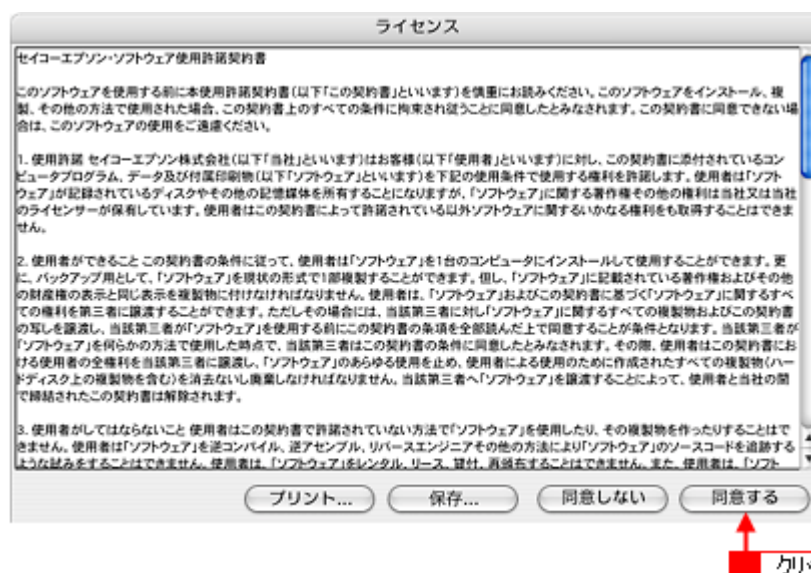 ライセンス
セイコーエプソン・ソフトウェア使用許諾契約書
このソフトウェアを使用する前に本使用許諾契約書(以下「この契約書」といいます)を慎重にお読みください。このソフトウェアをインストール、複
製、その他の方法で使用された場合、この契約書上のすべての条件に拘束され従うことに同意したとみなされます。この契約書に同意できない場
合は、このソフトウェアの使用をご遠慮ください。
1. 使用許諾 セイコーエプソン株式会社(以下「当社」といいます)はお客様(以下「使用者」といいます)に対し、この契約書に添付されているコン
ピュータプログラム、データ及び付属印刷物(以下「ソフトウェア」といいます)を下記の使用条件で使用する権利を許諾します。使用者は「ソフト
ウェア」が記録されているディスクやその他の記憶媒体を所有することになりますが、「ソフトウェア」に関する著作権その他の権利は当社又は当社
のライセンサーが保有しています。使用者はこの契約書によって許諾されている以外ソフトウェアに関するいかなる権利をも取得することはできま
せん。
2. 使用者ができること この契約書の条件に従って、使用者は「ソフトウェア」を1台のコンピュータにインストールして使用することができます。更
に、バックアップ用として、「ソフトウェア」を現状の形式で1部複製することができます。但し、「ソフトウェア」に記載されている著作権およびその他
の財産権の表示と同じ表示を複製物に付けなければなりません。使用者は、「ソフトウェア」およびこの契約書に基づく「ソフトウェア」に関するすべ
ての権利を第三者に譲渡することができます。ただしその場合には、当該第三者に対し「ソフトウェア」に関するすべての複製物およびこの契約書
の写しを譲渡し、当該第三者が「ソフトウェア」を使用する前にこの契約書の条項を全部読んだ上で同意することが条件となります。当該第三者が
「ソフトウェア」を何らかの方法で使用した時点で、当該第三者はこの契約書の条件に同意したとみなされます。その際、使用者はこの契約書にお
ける使用者の全権利を当該第三者に譲渡し、「ソフトウェア」のあらゆる使用を止め、使用者による使用のために作成されたすべての複製物(ハー
ドディスク上の複製物を含む)を消去ないし廃棄しなければなりません。当該第三者へ「ソフトウェア」を譲渡することによって、使用者と当社の間
で締結されたこの契約書は解除されます。
3. 使用者がしてはならないこと 使用者はこの契約書で許諾されていない方法で「ソフトウェア」を使用したり、その複製物を作ったりすることはで
きません。使用者は「ソフトウェア」を逆コンパイル、逆アセンブル、リバースエンジニアその他の方法により「ソフトウェア」のソースコードを追跡する
ような試みをすることはできません。使用者は、「ソフトウェア」をレンタル、リース、貸付、再頒布することはできません。また、使用者は、「ソフト
プリント... 保存... 同意しない 同意する
クリ